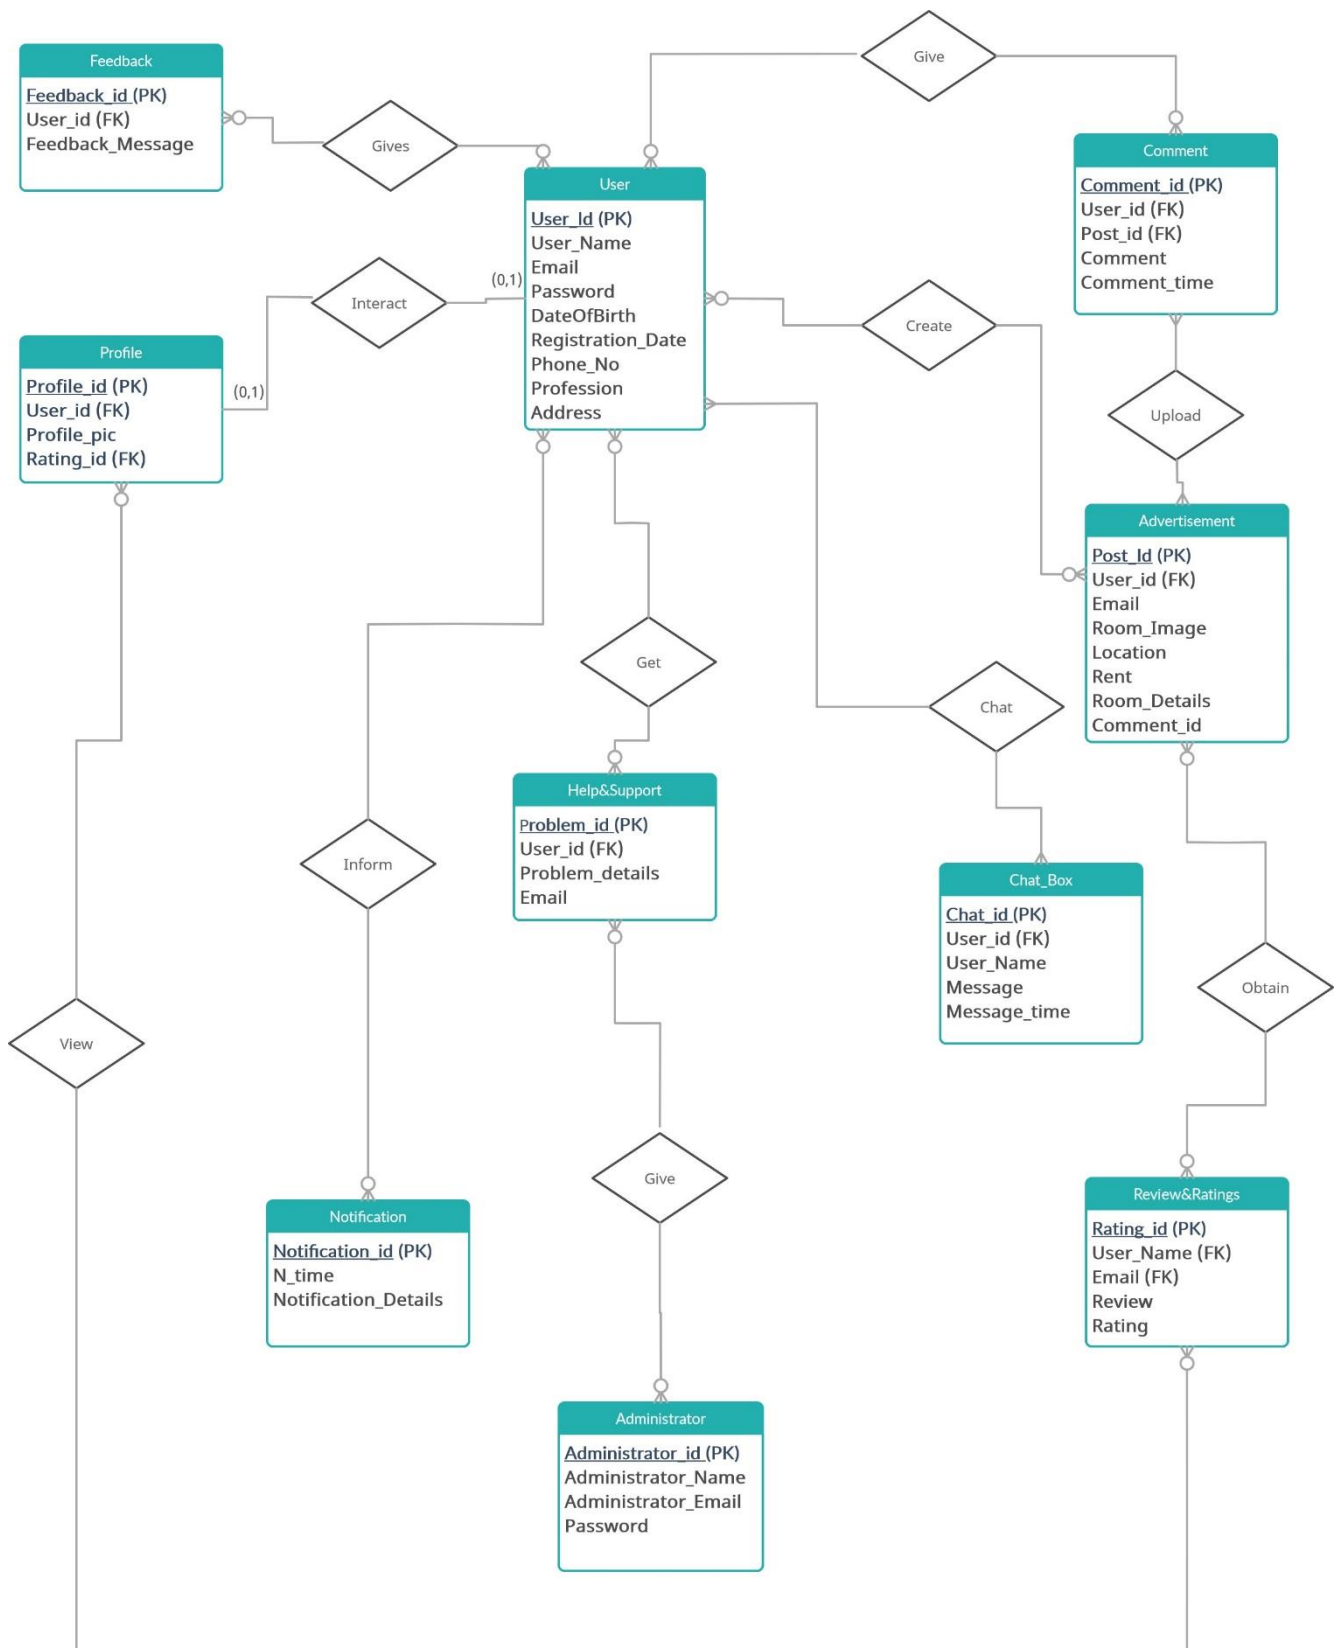 Feedback
Feedback_id (PK)
User_id (FK)
Feedback_Message
Gives
Give
User
User_Id (PK)
User_Name
Email
Password
DateOfBirth
Registration_Date
Phone_No
Profession
Address
Comment
Comment_id (PK)
User_id (FK)
Post_id (FK)
Comment
Comment_time
(0,1)
Interact
Create
Profile
Profile_id (PK)
User_id (FK)
Profile_pic
Rating_id (FK)
(0,1)
Upload
Advertisement
Post_Id (PK)
User_id (FK)
Email
Room_Image
Location
Rent
Room_Details
Comment_id
Get
Chat
Help&Support
Problem_id (PK)
User_id (FK)
Problem_details
Email
Inform
Chat_Box
Chat_id (PK)
User_id (FK)
User_Name
Message
Message_time
Obtain
View
Give
Notification
Notification_id (PK)
N_time
Notification_Details
Review&Ratings
Rating_id (PK)
User_Name (FK)
Email (FK)
Review
Rating
Administrator
Administrator_id (PK)
Administrator_Name
Administrator_Email
Password